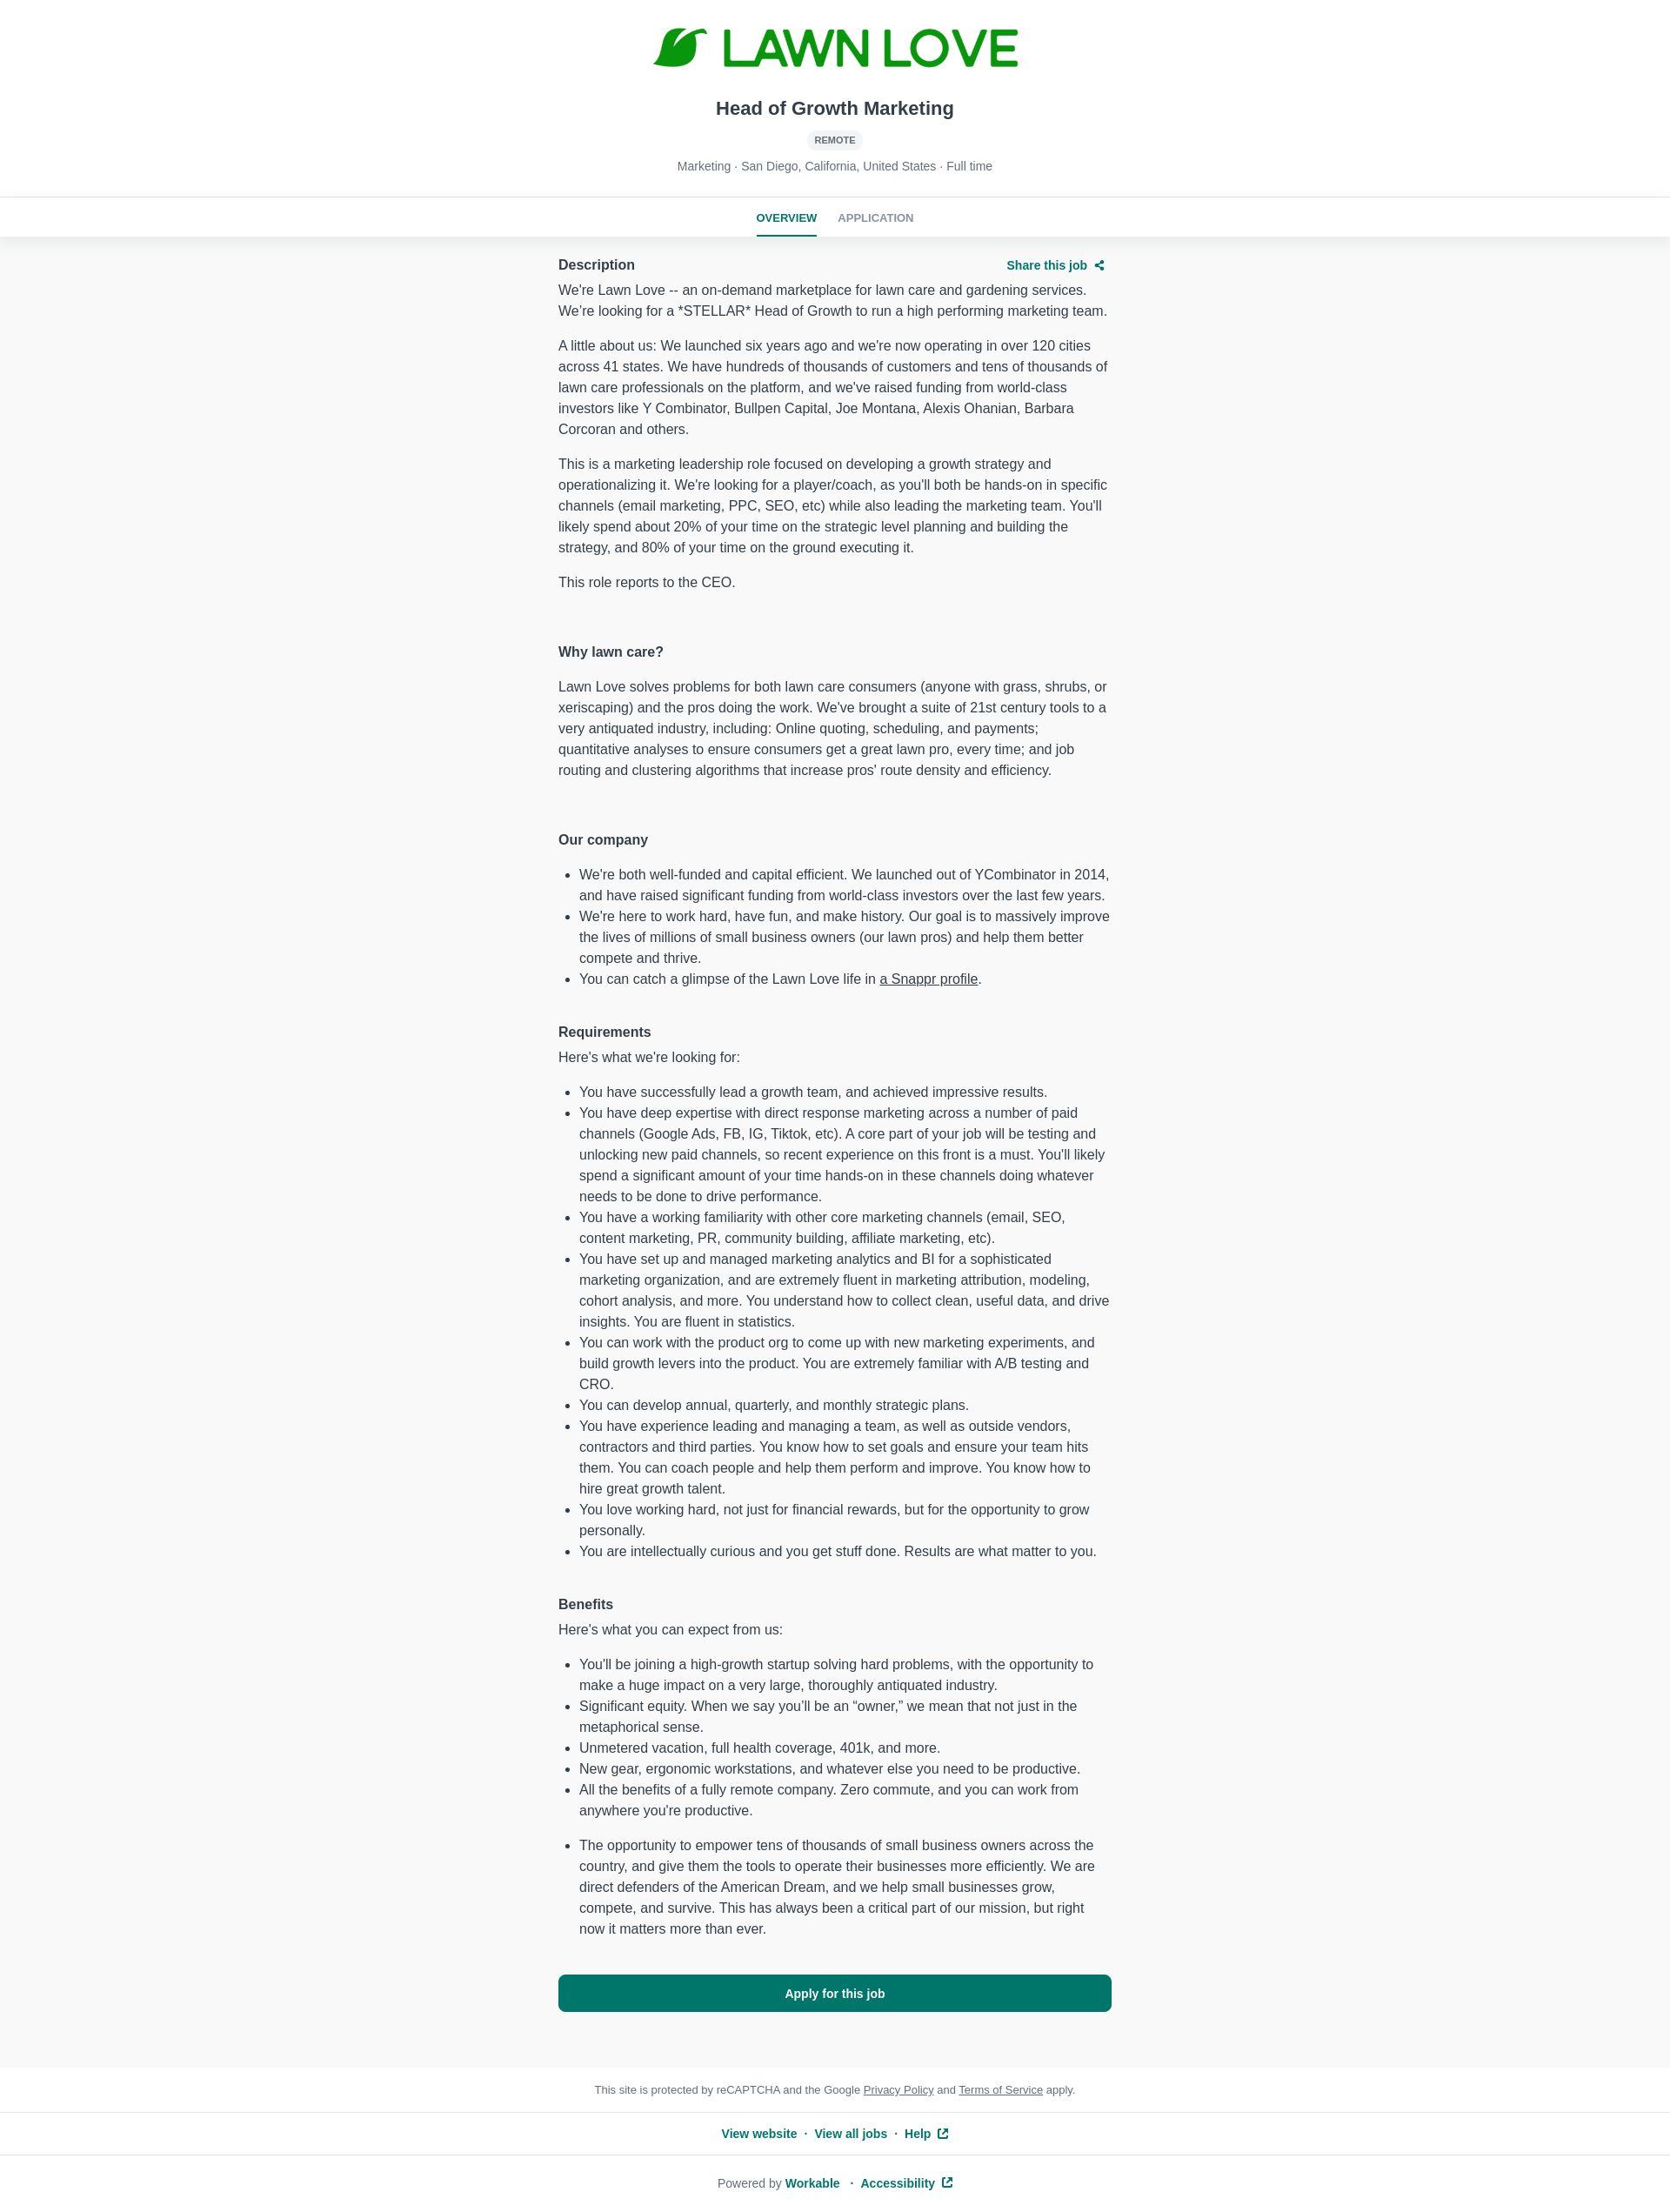 LAWN LOVE
Head of Growth Marketing
REMOTE
Marketing · San Diego, California, United States · Full time
OVERVIEW APPLICATION
Description Share this job
We're Lawn Love -- an on-demand marketplace for lawn care and gardening services.
We're looking for a *STELLAR* Head of Growth to run a high performing marketing team.
A little about us: We launched six years ago and we're now operating in over 120 cities
across 41 states. We have hundreds of thousands of customers and tens of thousands of
lawn care professionals on the platform, and we've raised funding from world-class
investors like Y Combinator, Bullpen Capital, Joe Montana, Alexis Ohanian, Barbara
Corcoran and others.
This is a marketing leadership role focused on developing a growth strategy and
operationalizing it. We're looking for a player/coach, as you'll both be hands-on in specific
channels (email marketing, PPC, SEO, etc) while also leading the marketing team. You'll
likely spend about 20% of your time on the strategic level planning and building the
strategy, and 80% of your time on the ground executing it.
This role reports to the CEO.
Why lawn care?
Lawn Love solves problems for both lawn care consumers (anyone with grass, shrubs, or
xeriscaping) and the pros doing the work. We've brought a suite of 21st century tools to a
very antiquated industry, including: Online quoting, scheduling, and payments;
quantitative analyses to ensure consumers get a great lawn pro, every time; and job
routing and clustering algorithms that increase pros' route density and efficiency.
Our company
• We're both well-funded and capital efficient. We launched out of YCombinator in 2014,
and have raised significant funding from world-class investors over the last few years.
• We're here to work hard, have fun, and make history. Our goal is to massively improve
the lives of millions of small business owners (our lawn pros) and help them better
compete and thrive.
• You can catch a glimpse of the Lawn Love life in a Snappr profile.
Requirements
Here's what we're looking for:
• You have successfully lead a growth team, and achieved impressive results.
• You have deep expertise with direct response marketing across a number of paid
channels (Google Ads, FB, IG, Tiktok, etc). A core part of your job will be testing and
unlocking new paid channels, so recent experience on this front is a must. You'll likely
spend a significant amount of your time hands-on in these channels doing whatever
needs to be done to drive performance.
• You have a working familiarity with other core marketing channels (email, SEO,
content marketing, PR, community building, affiliate marketing, etc).
• You have set up and managed marketing analytics and BI for a sophisticated
marketing organization, and are extremely fluent in marketing attribution, modeling,
cohort analysis, and more. You understand how to collect clean, useful data, and drive
insights. You are fluent in statistics.
• You can work with the product org to come up with new marketing experiments, and
build growth levers into the product. You are extremely familiar with A/B testing and
CRO.
• You can develop annual, quarterly, and monthly strategic plans.
• You have experience leading and managing a team, as well as outside vendors,
contractors and third parties. You know how to set goals and ensure your team hits
them. You can coach people and help them perform and improve. You know how to
hire great growth talent.
• You love working hard, not just for financial rewards, but for the opportunity to grow
personally.
• You are intellectually curious and you get stuff done. Results are what matter to you.
Benefits
Here's what you can expect from us:
• You'll be joining a high-growth startup solving hard problems, with the opportunity to
make a huge impact on a very large, thoroughly antiquated industry.
• Significant equity. When we say you'll be an “owner,” we mean that not just in the
metaphorical sense.
• Unmetered vacation, full health coverage, 401k, and more.
• New gear, ergonomic workstations, and whatever else you need to be productive.
• All the benefits of a fully remote company. Zero commute, and you can work from
anywhere you're productive.
• The opportunity to empower tens of thousands of small business owners across the
country, and give them the tools to operate their businesses more efficiently. We are
direct defenders of the American Dream, and we help small businesses grow,
compete, and survive. This has always been a critical part of our mission, but right
now it matters more than ever.
Apply for this job
This site is protected by reCAPTCHA and the Google Privacy Policy and Terms of Service apply.
View website · View all jobs · Help
Powered by Workable · Accessibility